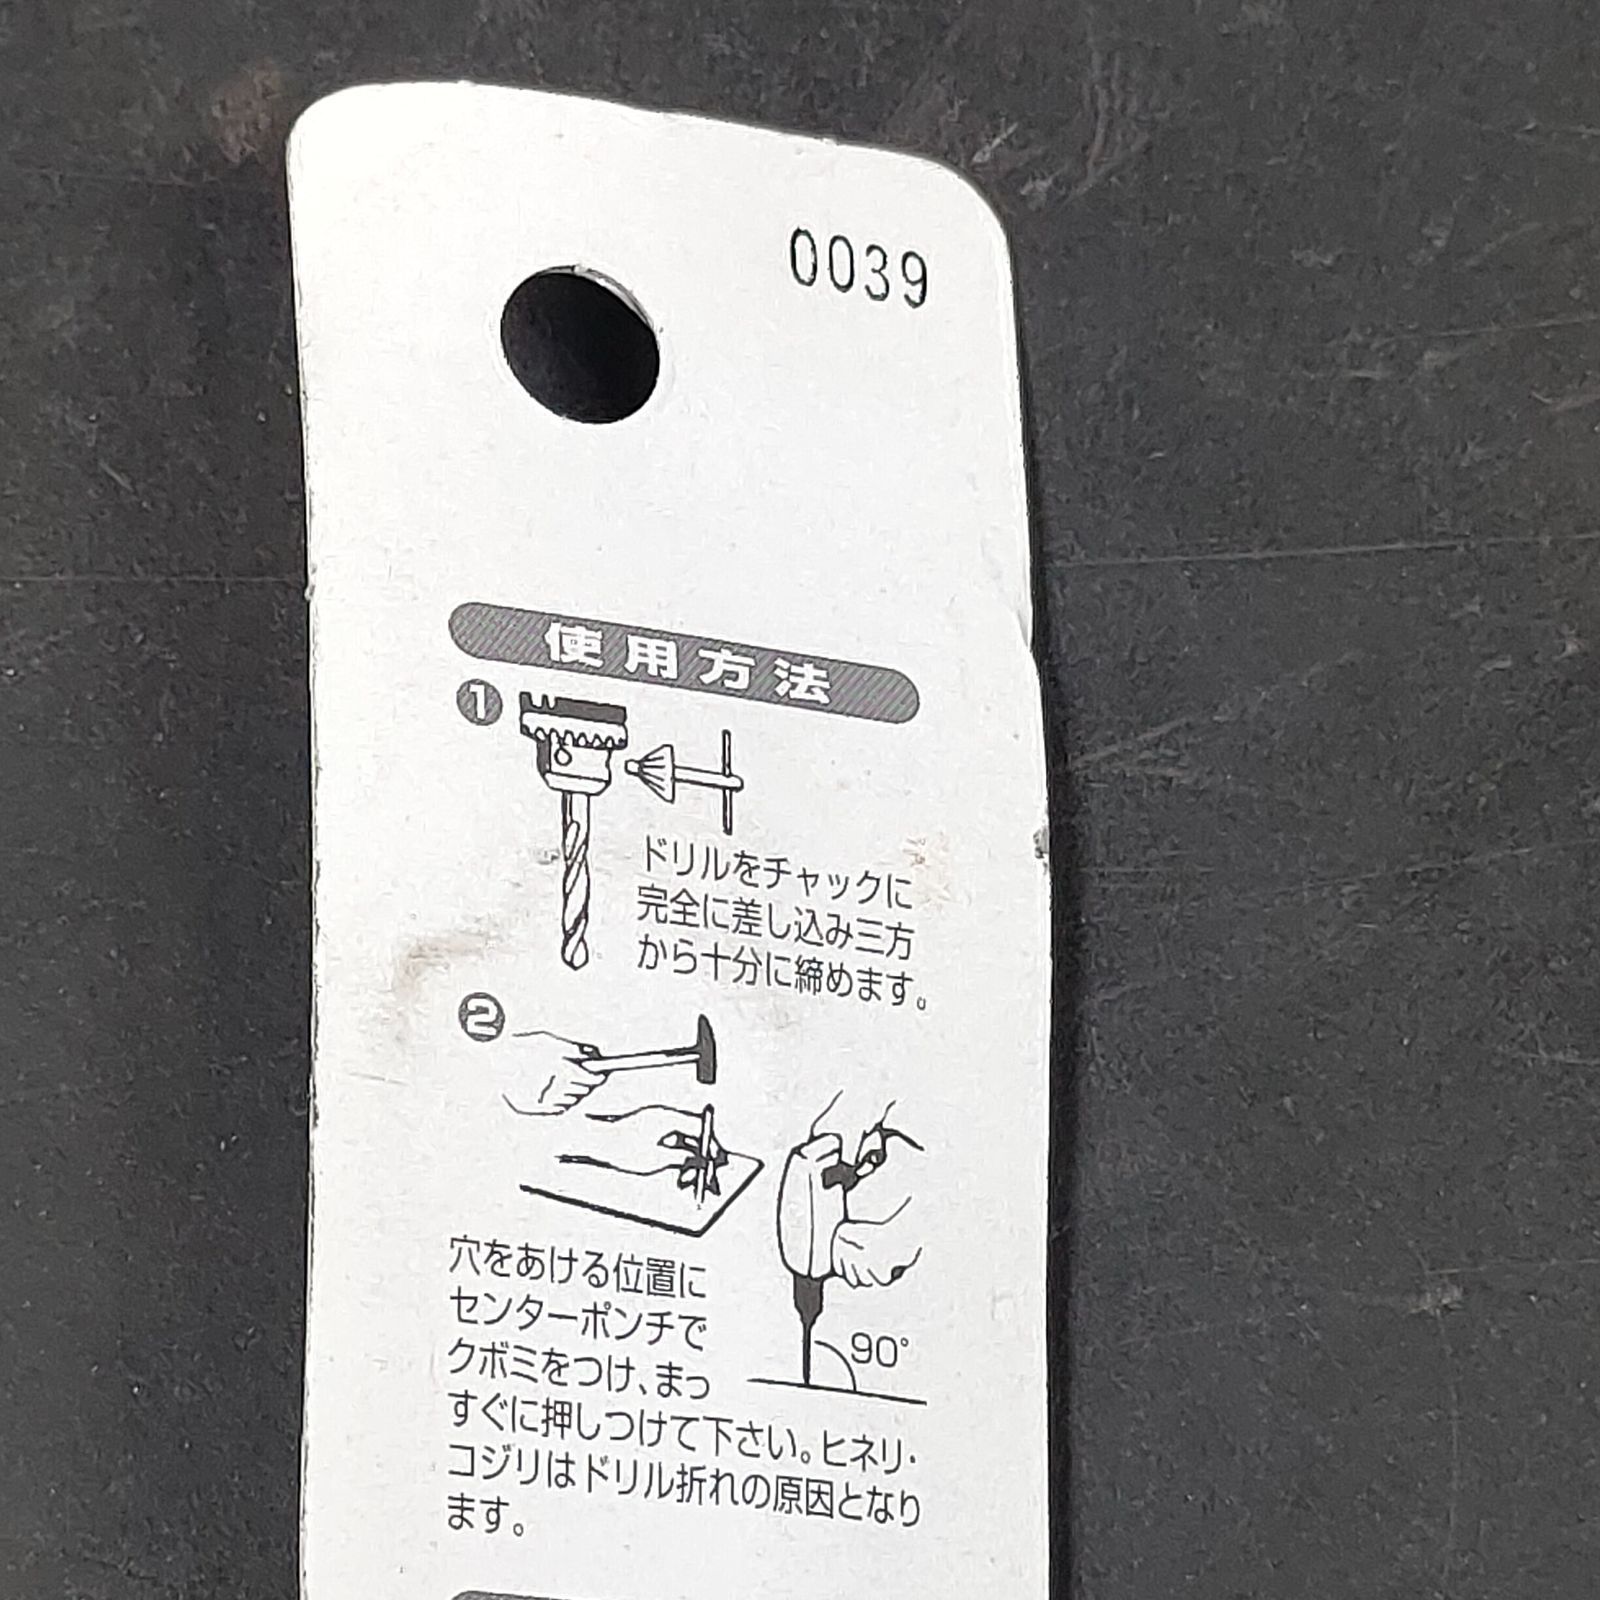 0039
使用方法
1
ドリルをチャックに
完全に差し込み三方
から十分に締めます。
2
穴をあける位置に
センターポンチで
クボミをつけ、まっ
90°
すぐに押しつけて下さい。ヒネリ・
コジリはドリル折れの原因となり
ます。